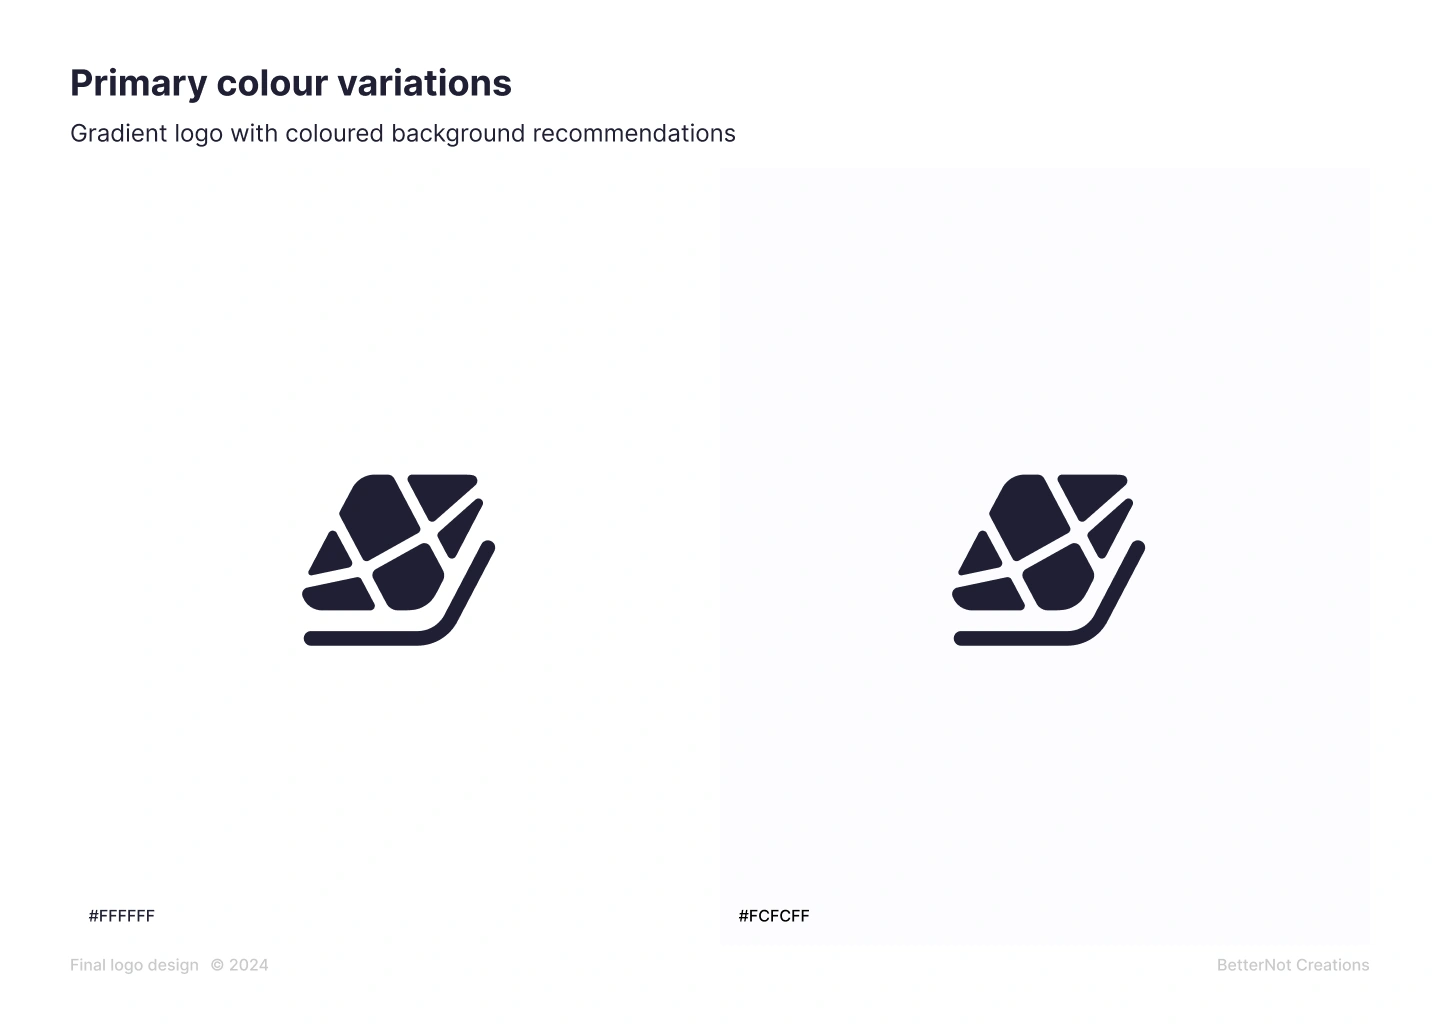 Primary colour variations
Gradient logo with coloured background recommendations
#FFFFFF
#FCFCFF
Final logo design © 2024
BetterNot Creations